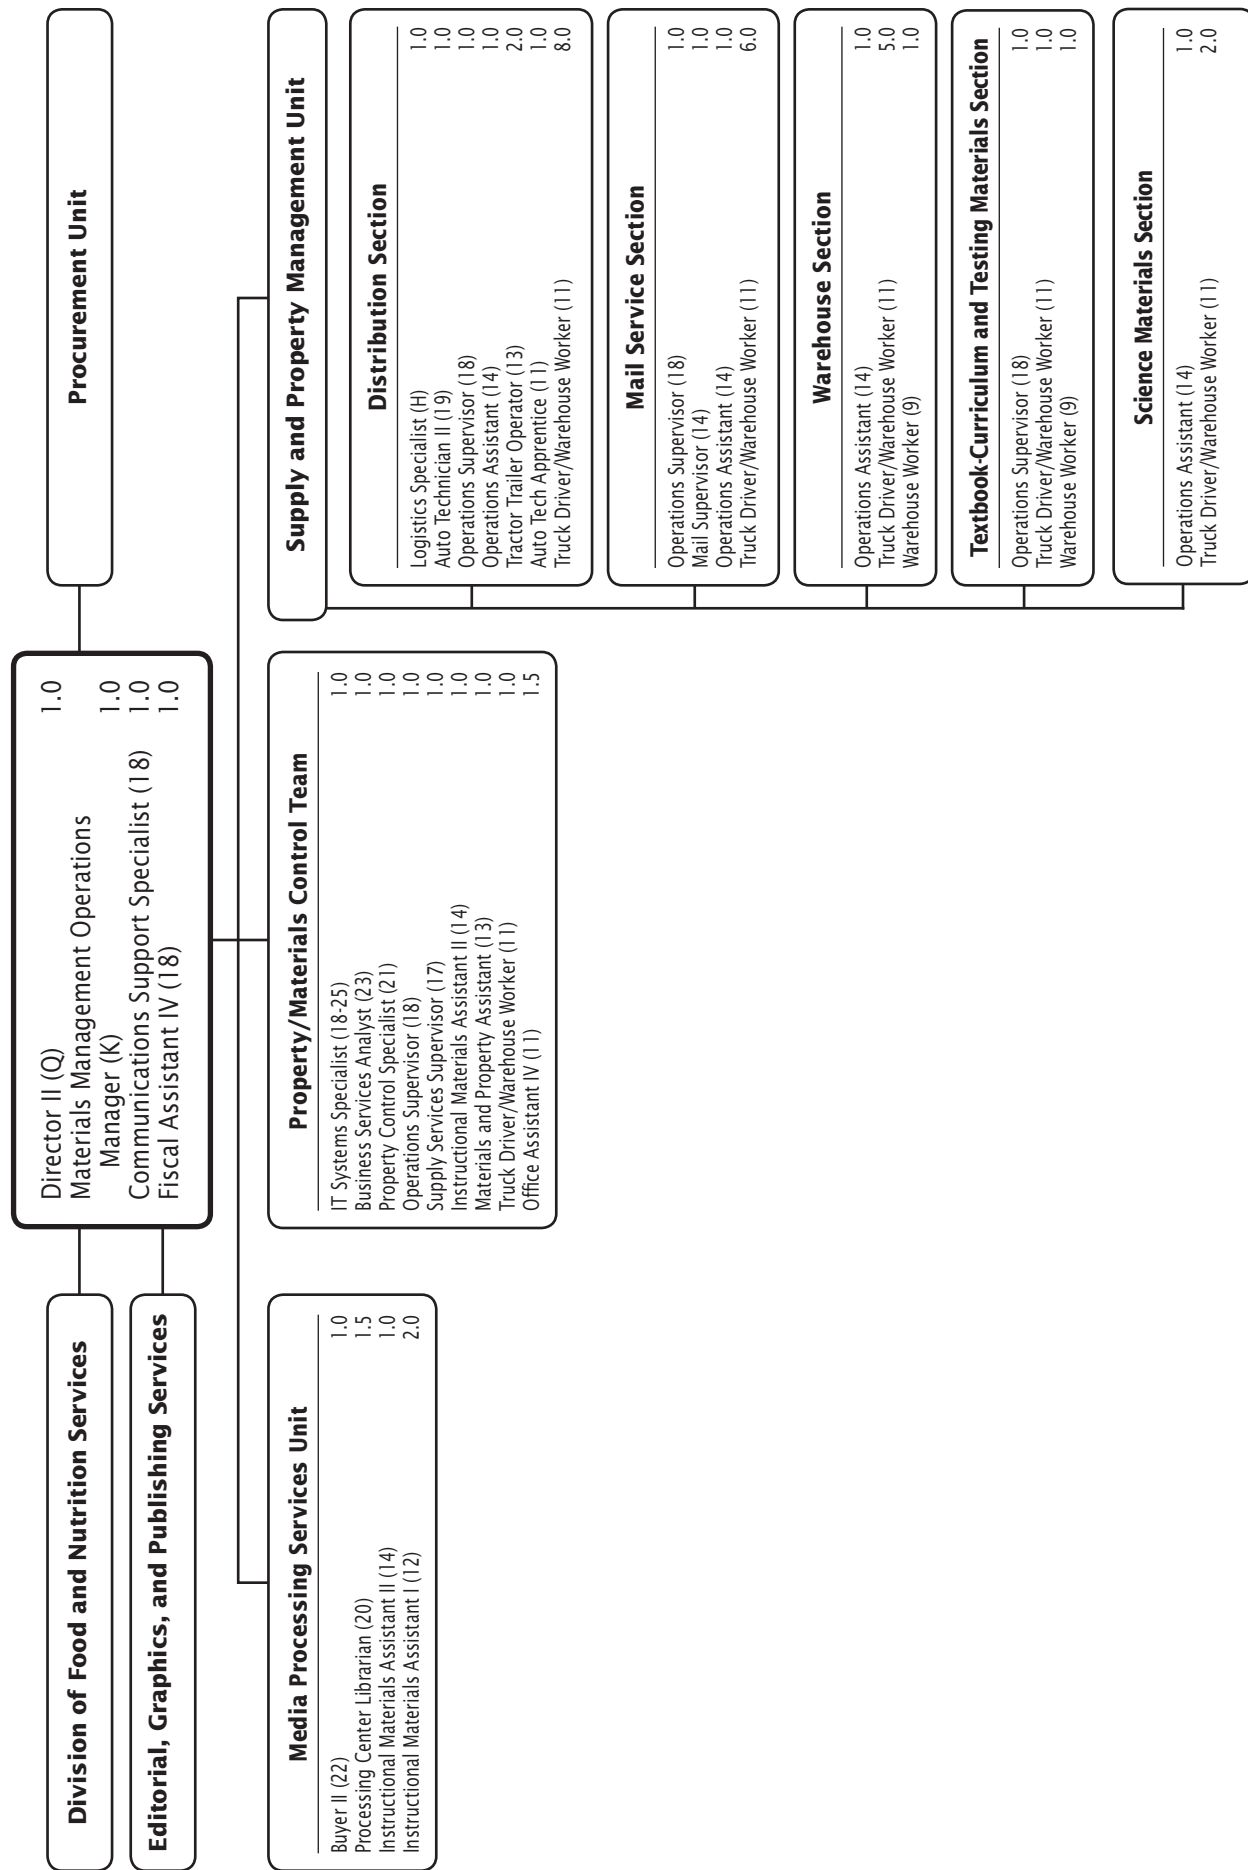 Division of Food and Nutrition Services
Editorial, Graphics, and Publishing Services
Director II (Q) 1.0
Materials Management Operations
Manager (K) 1.0
Communications Support Specialist (18) 1.0
Fiscal Assistant IV (18) 1.0
Procurement Unit
Media Processing Services Unit
Buyer II (22) 1.0
Processing Center Librarian (20) 1.5
Instructional Materials Assistant II (14) 1.0
Instructional Materials Assistant I (12) 2.0
Property/Materials Control Team
IT Systems Specialist (18-25) 1.0
Business Services Analyst (23) 1.0
Property Control Specialist (21) 1.0
Operations Supervisor (18) 1.0
Supply Services Supervisor (17) 1.0
Instructional Materials Assistant II (14) 1.0
Materials and Property Assistant (13) 1.0
Truck Driver/Warehouse Worker (11) 1.0
Office Assistant IV (11) 1.5
Supply and Property Management Unit
Distribution Section
Logistics Specialist (H) 1.0
Auto Technician II (19) 1.0
Operations Supervisor (18) 1.0
Operations Assistant (14) 1.0
Tractor Trailer Operator (13) 2.0
Auto Tech Apprentice (11) 1.0
Truck Driver/Warehouse Worker (11) 8.0
Mail Service Section
Operations Supervisor (18) 1.0
Mail Supervisor (14) 1.0
Operations Assistant (14) 1.0
Truck Driver/Warehouse Worker (11) 6.0
Warehouse Section
Operations Assistant (14) 1.0
Truck Driver/Warehouse Worker (11) 5.0
Warehouse Worker (9) 1.0
Textbook-Curriculum and Testing Materials Section
Operations Supervisor (18) 1.0
Truck Driver/Warehouse Worker (11) 1.0
Warehouse Worker (9) 1.0
Science Materials Section
Operations Assistant (14) 1.0
Truck Driver/Warehouse Worker (11) 2.0